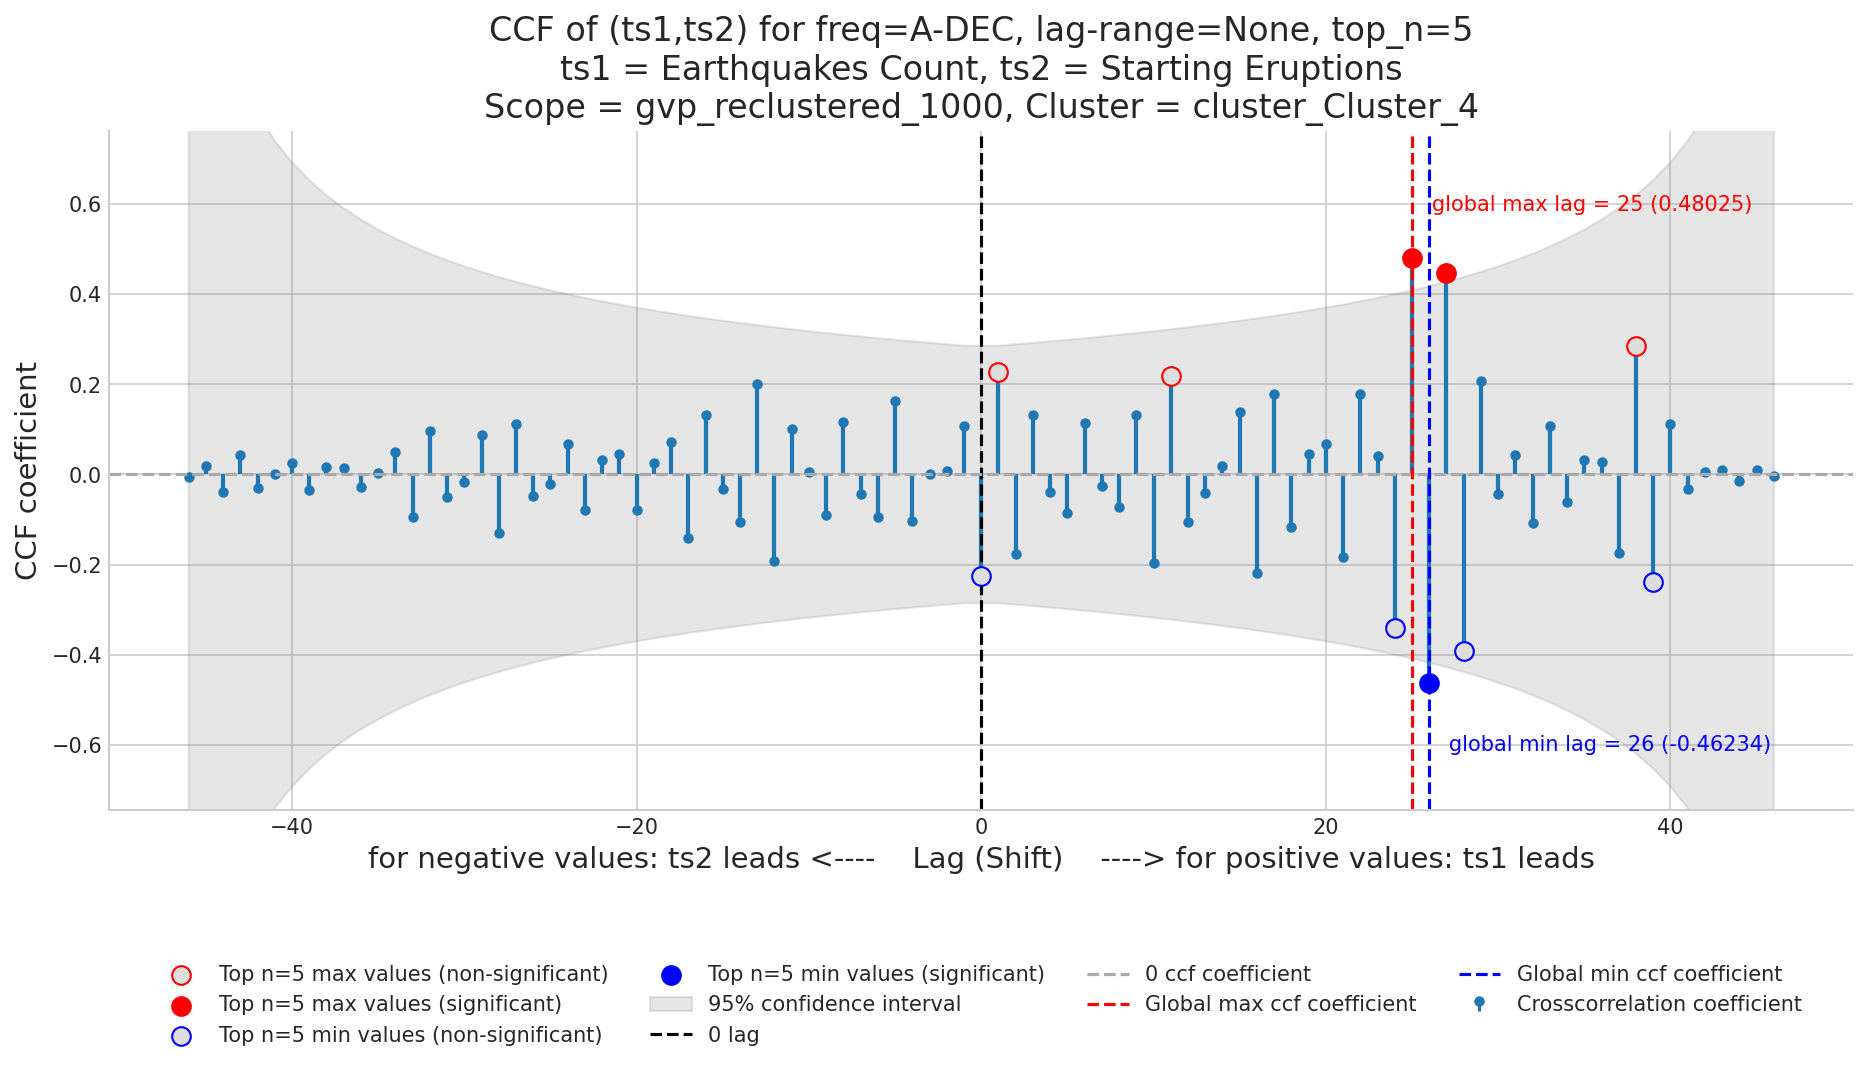 CCF of (ts1,ts2) for freq=A-DEC, lag-range=None, top_n=5
ts1 = Earthquakes Count, ts2 = Starting Eruptions
Scope = gvp_reclustered_1000, Cluster = cluster_Cluster_4
CCF coefficient
0.6
0.4
0.2
0.0
−0.2
−0.4
−0.6
global max lag = 25 (0.48025)
global min lag = 26 (-0.46234)
−40
−20
0
20
40
for negative values: ts2 leads <---- Lag (Shift) ----> for positive values: ts1 leads
Top n=5 max values (non-significant)
Top n=5 max values (significant)
Top n=5 min values (non-significant)
Top n=5 min values (significant)
95% confidence interval
0 lag
0 ccf coefficient
Global max ccf coefficient
Global min ccf coefficient
Crosscorrelation coefficient